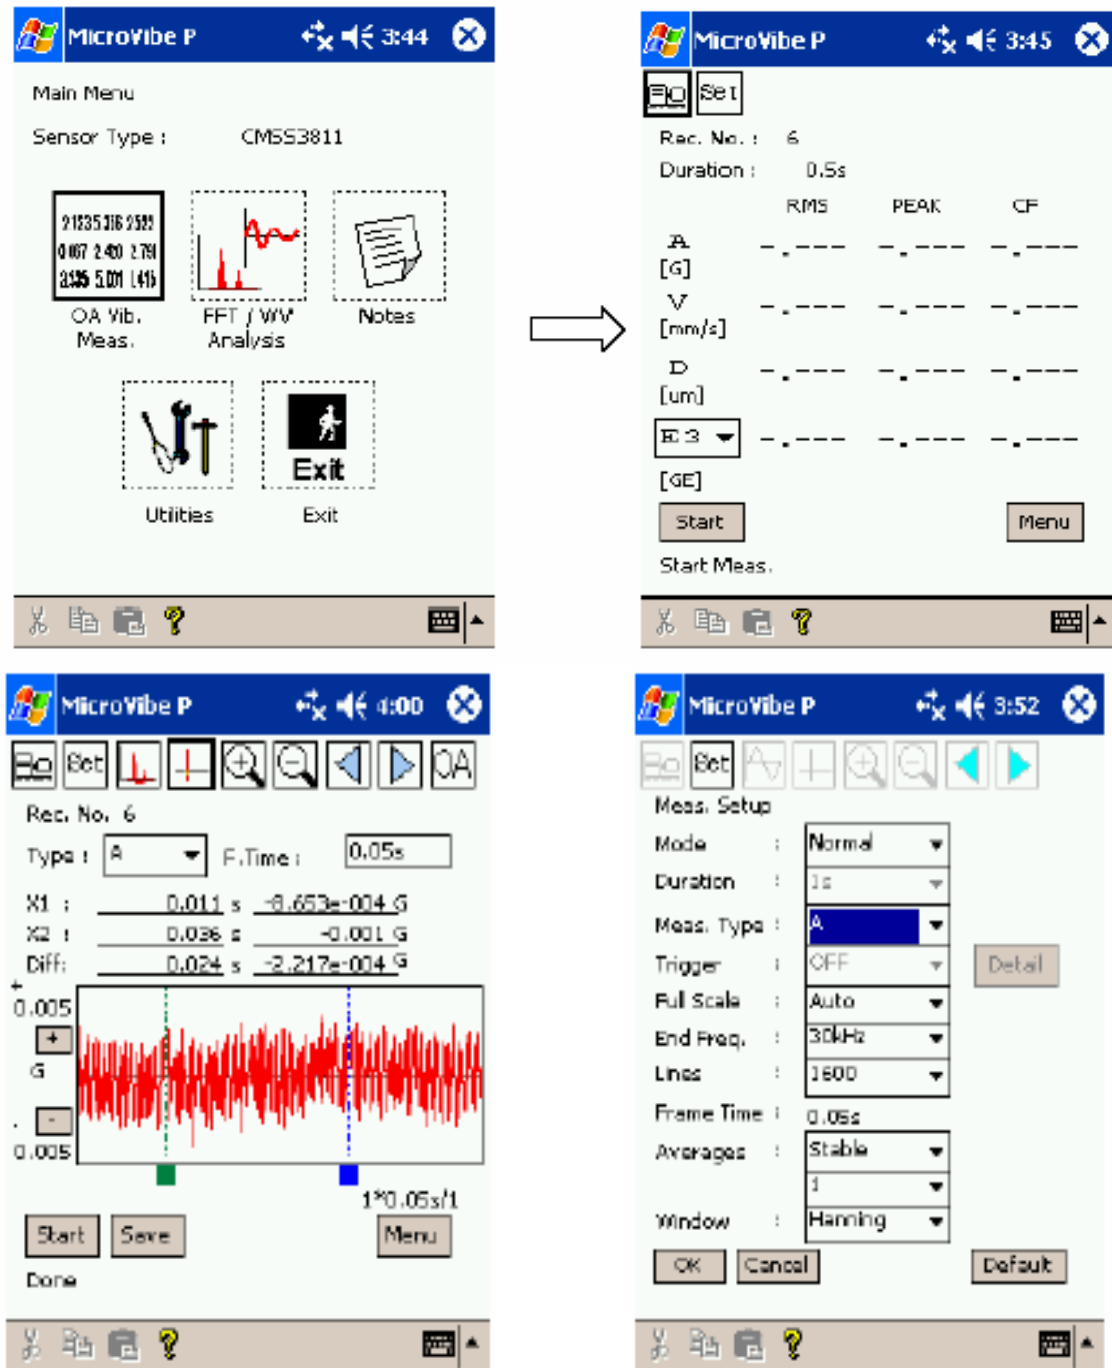 MicroVibe P 3:44
Main Menu
Sensor Type : CMSS3811
OA Vib. Meas.
FFT / WV Analysis
Notes
Exit
Utilities
Exit
MicroVibe P 3:45
Set
Rec. No. : 6
Duration : 0.5s
RMS PEAK CF
A -.--- -.--- -.---
[G]
V -.--- -.--- -.---
[mm/s]
D -.--- -.--- -.---
[um]
E3 -.--- -.--- -.---
[GE]
Start Menu
Start Meas.
MicroVibe P 4:00
Set OA
Rec. No. 6
Type : A F.Time : 0.05s
X1 : 0.011 s -8.653e-004 G
X2 : 0.036 s -0.001 G
Diff: 0.024 s -2.217e-004 G
+
0.005
+
G
-
0.005
1*0.05s/1
Start Save Menu
Done
MicroVibe P 3:52
Set
Meas. Setup
Mode : Normal
Duration : 1s
Meas. Type : A
Trigger : OFF Detail
Full Scale : Auto
End Freq. : 30kHz
Lines : 1600
Frame Time : 0.05s
Averages : Stable
1
Window : Hanning
OK Cancel Default